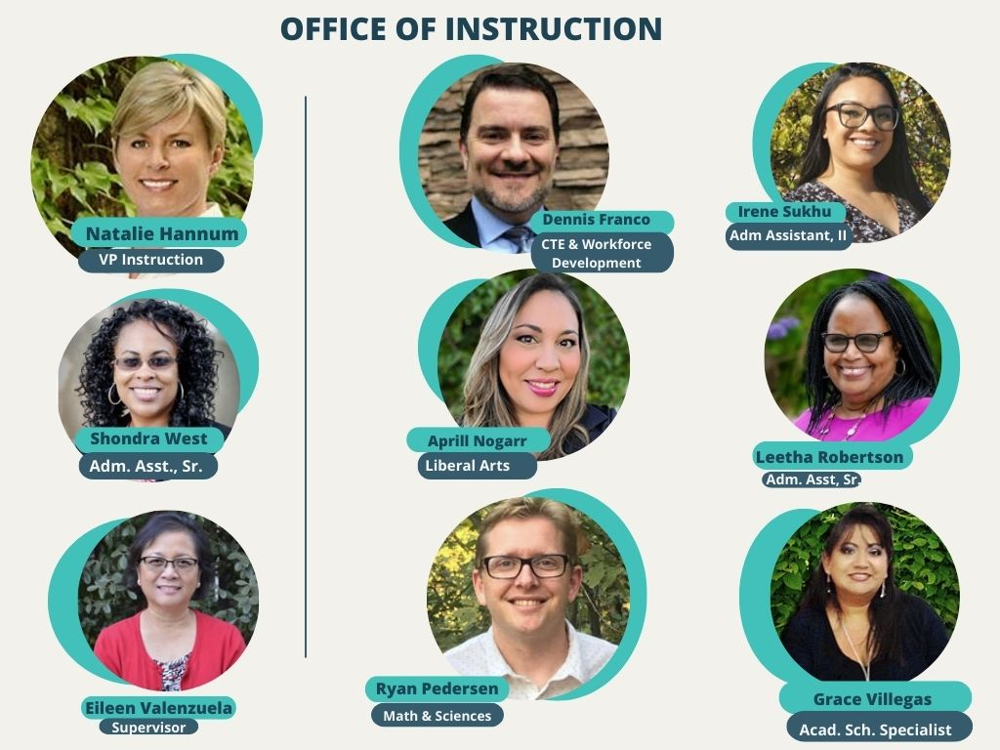 OFFICE OF INSTRUCTION
Natalie Hannum
VP Instruction
Dennis Franco
CTE & Workforce
Development
Irene Sukhu
Adm Assistant, II
Shondra West
Adm. Asst., Sr.
Aprill Nogarr
Liberal Arts
Leetha Robertson
Adm. Asst, Sr.
Eileen Valenzuela
Supervisor
Ryan Pedersen
Math & Sciences
Grace Villegas
Acad. Sch. Specialist